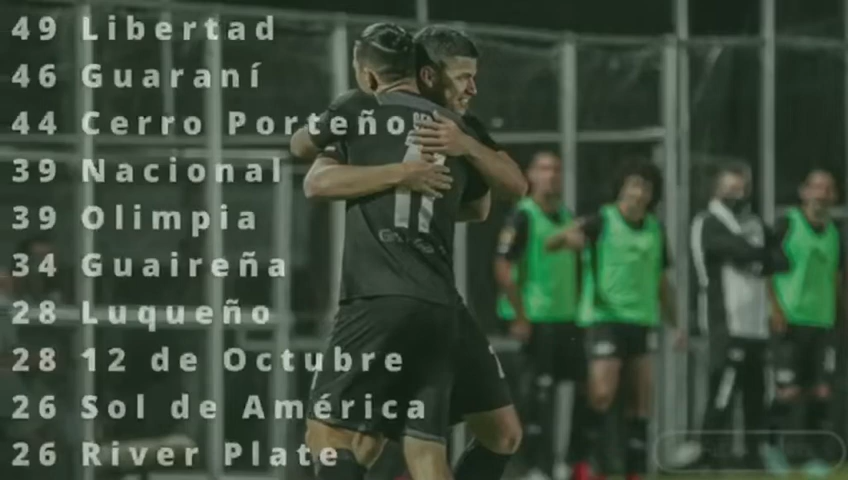 49 Libertad
46 Guaraní
44 Cerro Porteño
39 Nacional
39 Olimpia
34 Guaireña
28 Luqueño
28 12 de Octubre
26 Sol de América
26 River Plate
11